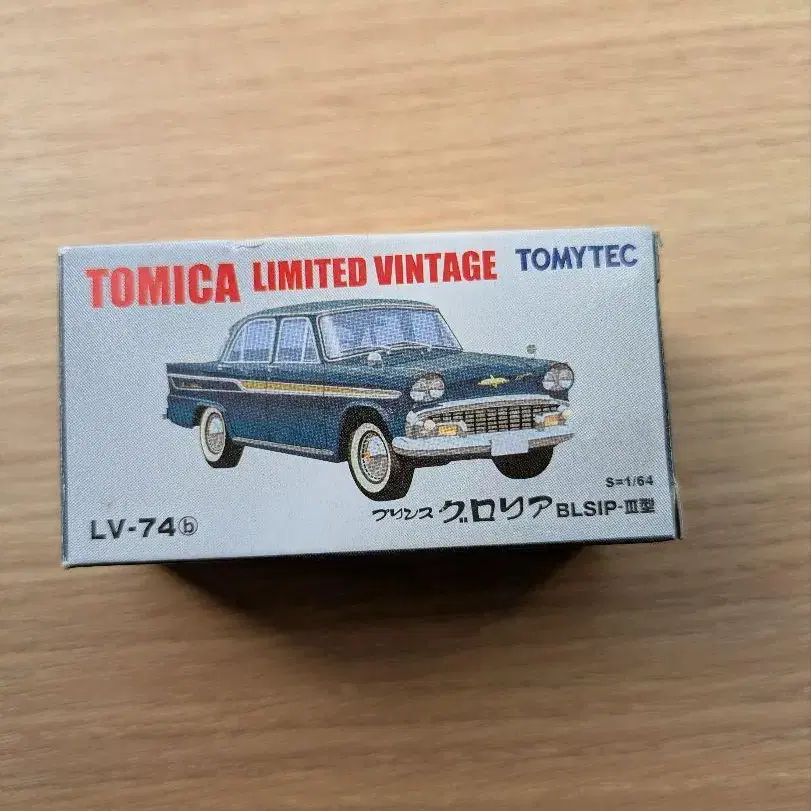 TOMICA LIMITED VINTAGE TOMYTEC
S=1/64
LV-74ⓑ プリンス グロリア BLSIP-Ⅲ型